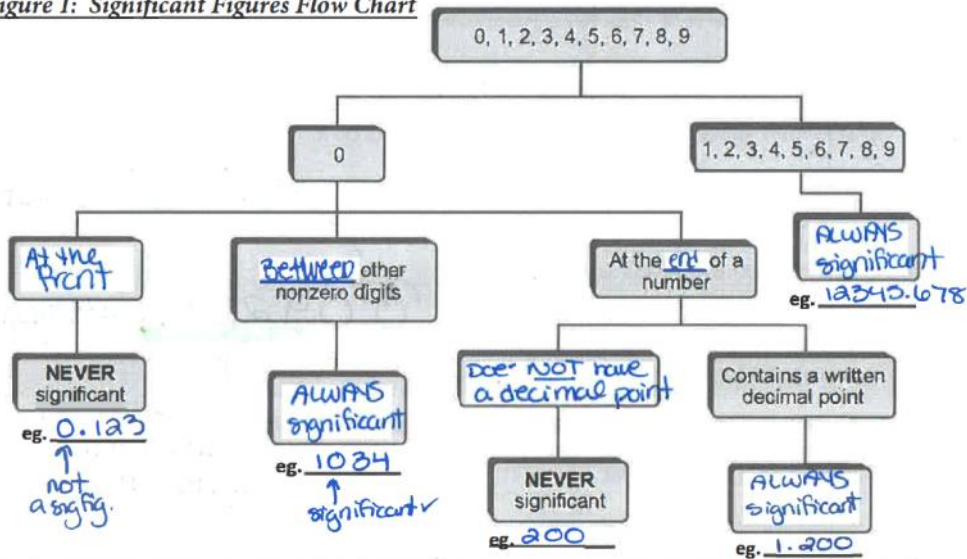 igure 1: Significant Figures Flow Chart
0, 1, 2, 3, 4, 5, 6, 7, 8, 9
0
1, 2, 3, 4, 5, 6, 7, 8, 9
At the
front
Between other
nonzero digits
At the end of a
number
ALWAYS
significant
eg. 12345.678
NEVER
significant
eg. 0.123
not
a sigfig.
ALWAYS
significant
eg. 1034
significant ✓
Does NOT have
a decimal point
Contains a written
decimal point
NEVER
significant
eg. 200
ALWAYS
significant
eg. 1.200